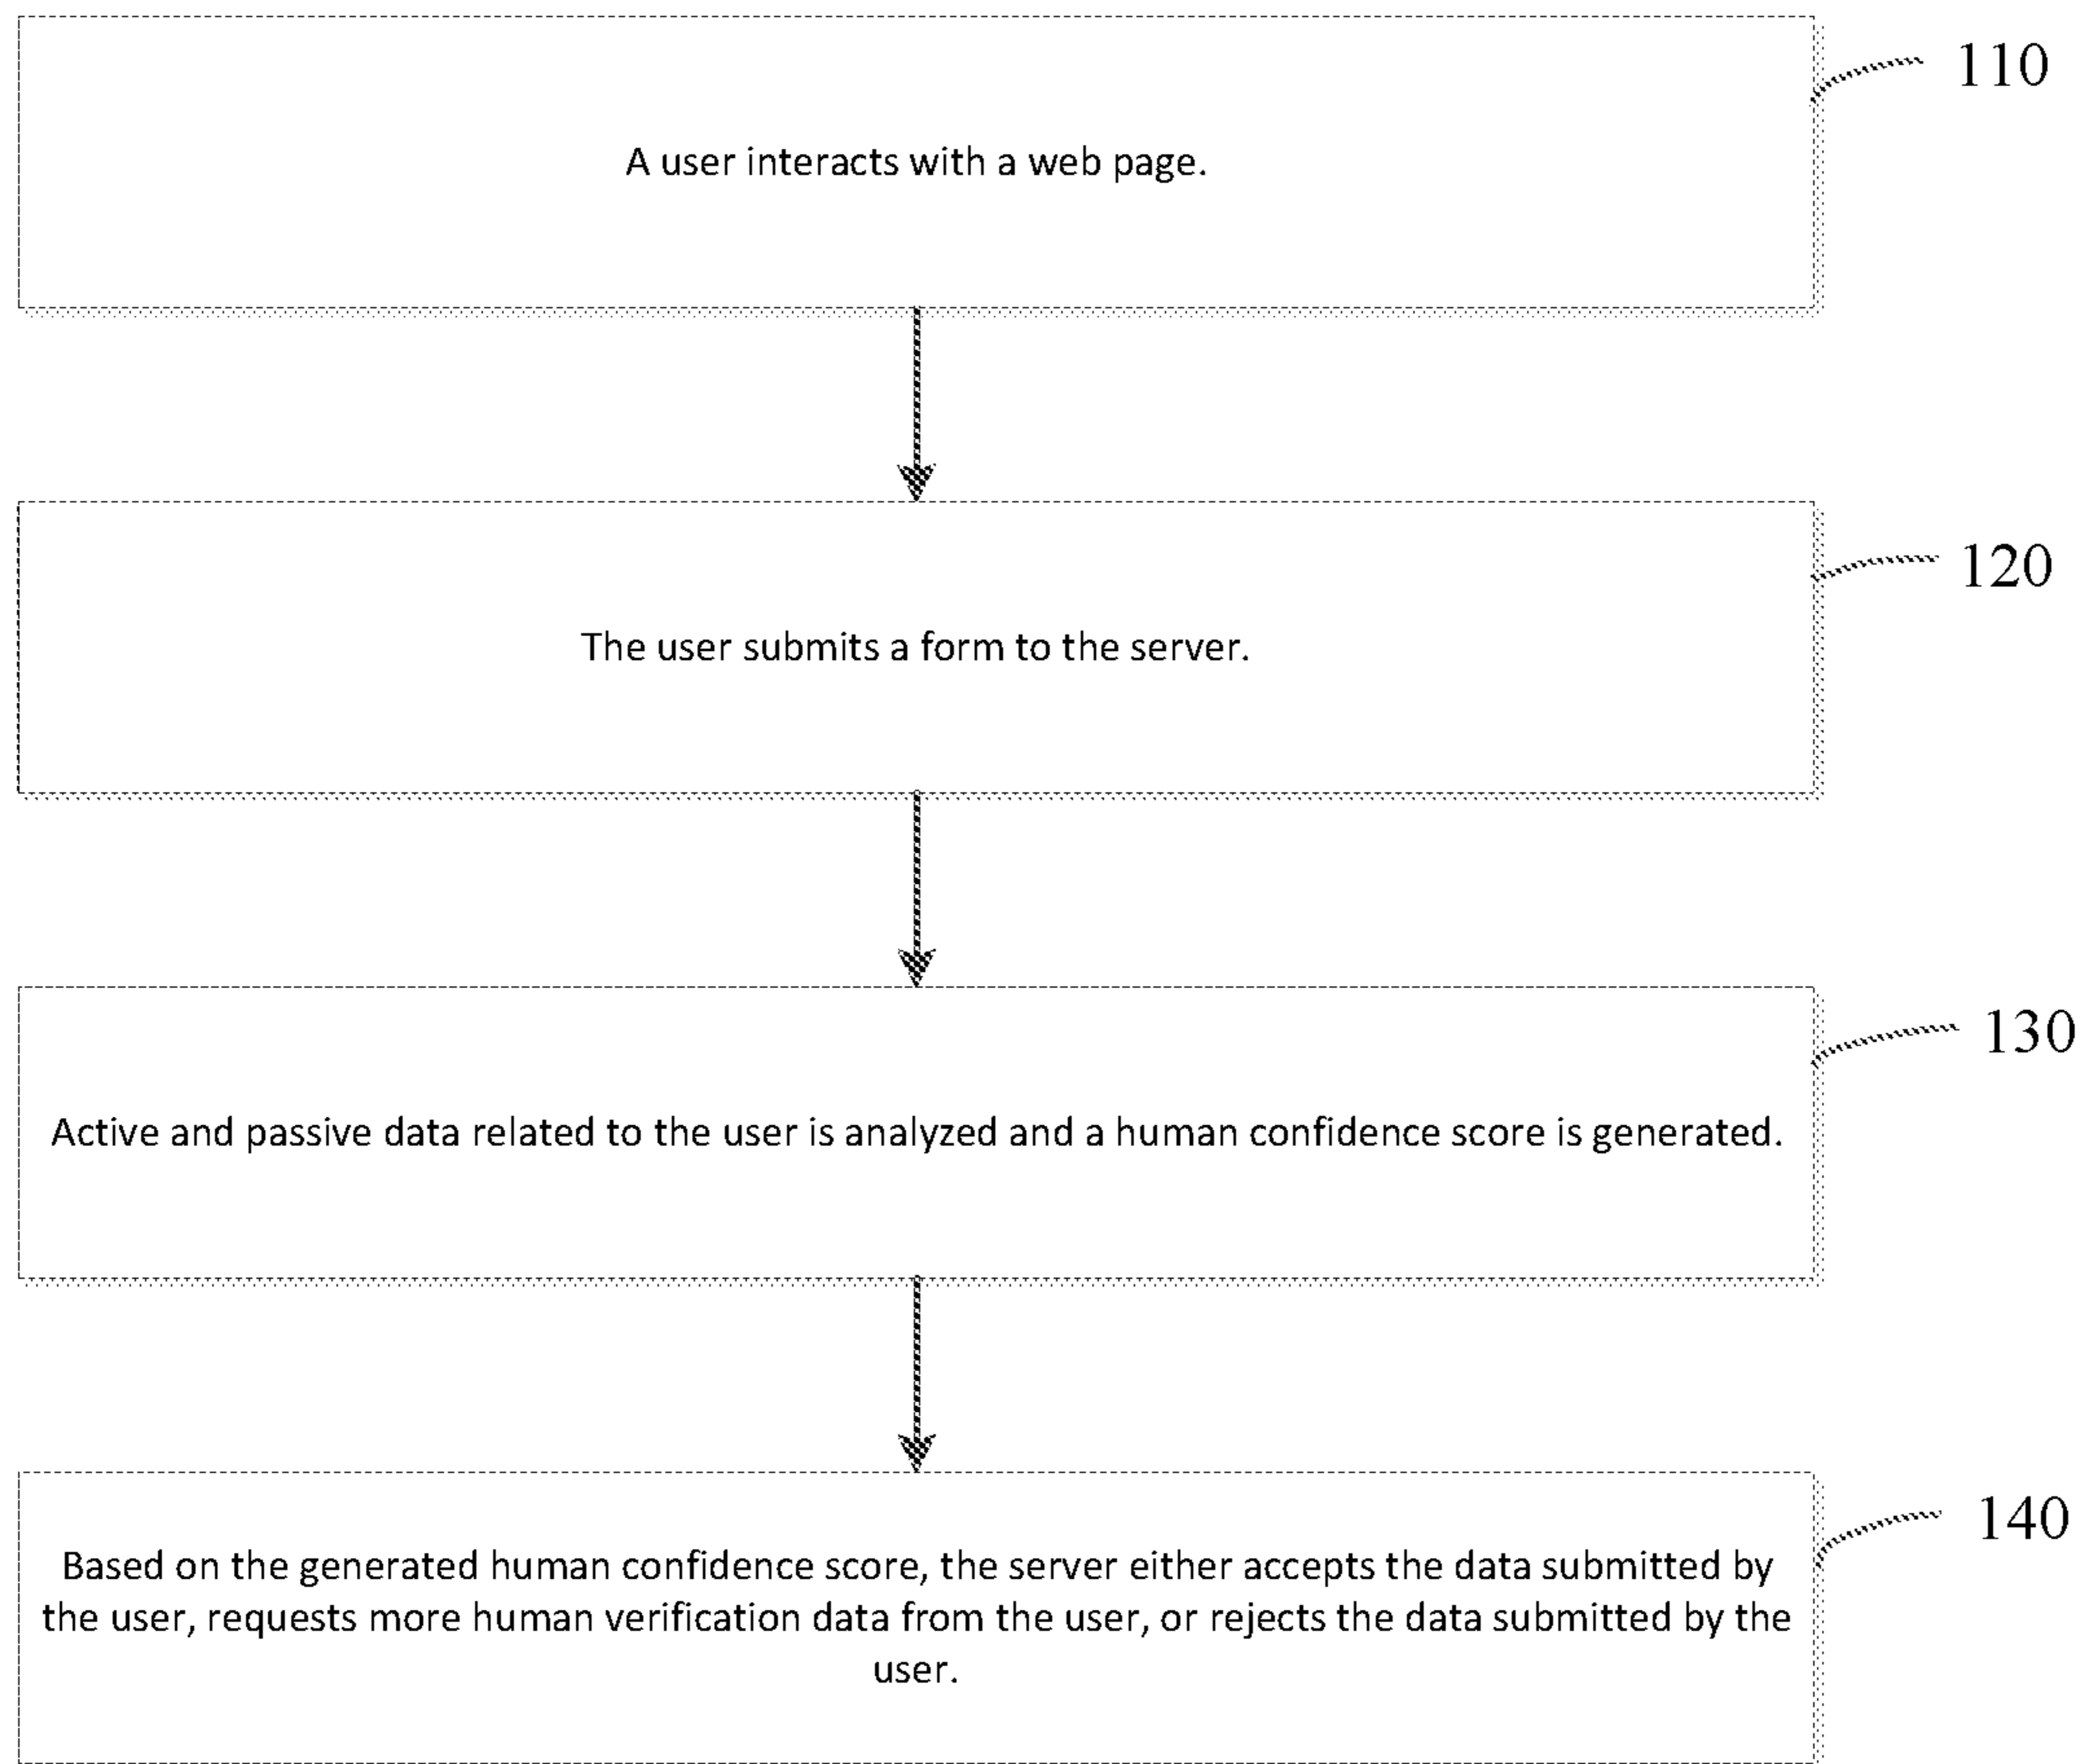 110
A user interacts with a web page.
120
The user submits a form to the server.
130
Active and passive data related to the user is analyzed and a human confidence score is generated.
140
Based on the generated human confidence score, the server either accepts the data submitted by
the user, requests more human verification data from the user, or rejects the data submitted by the
user.